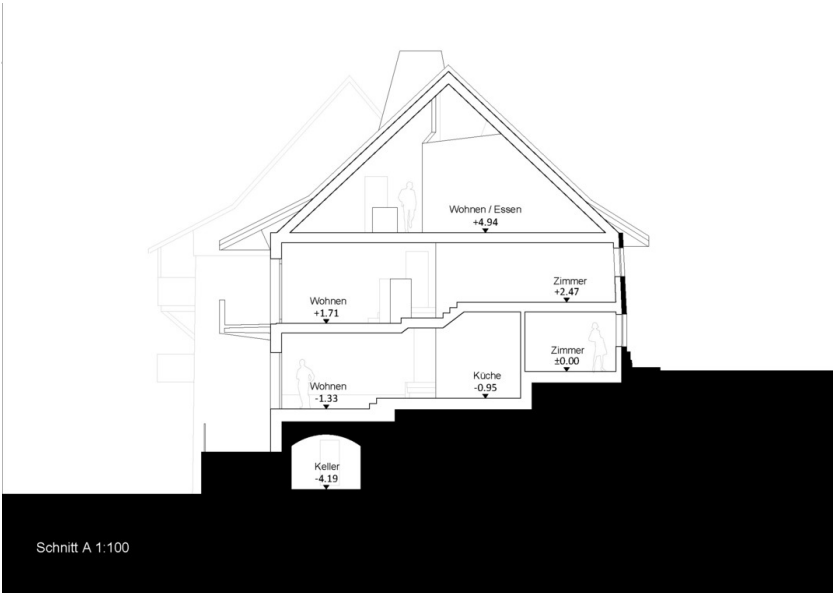 Wohnen / Essen
+4.94
Zimmer
+2.47
Wohnen
+1.71
Zimmer
±0.00
Küche
-0.95
Wohnen
-1.33
Keller
-4.19
Schnitt A 1:100